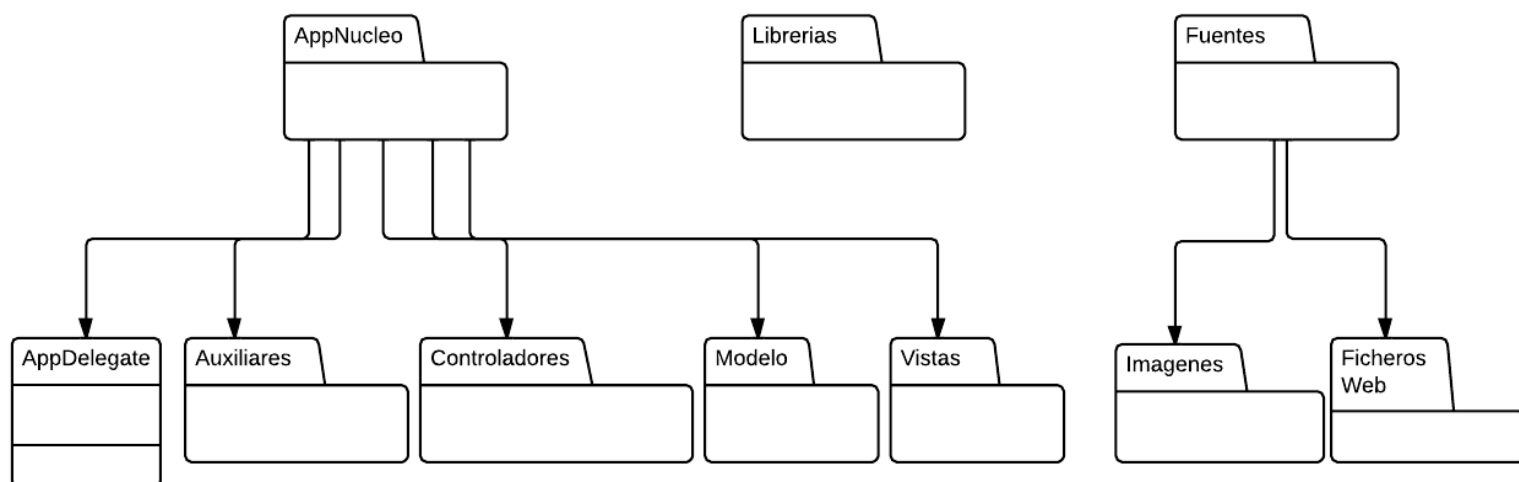 AppNucleo
Librerias
Fuentes
AppDelegate
Auxiliares
Controladores
Modelo
Vistas
Imagenes
Ficheros
Web